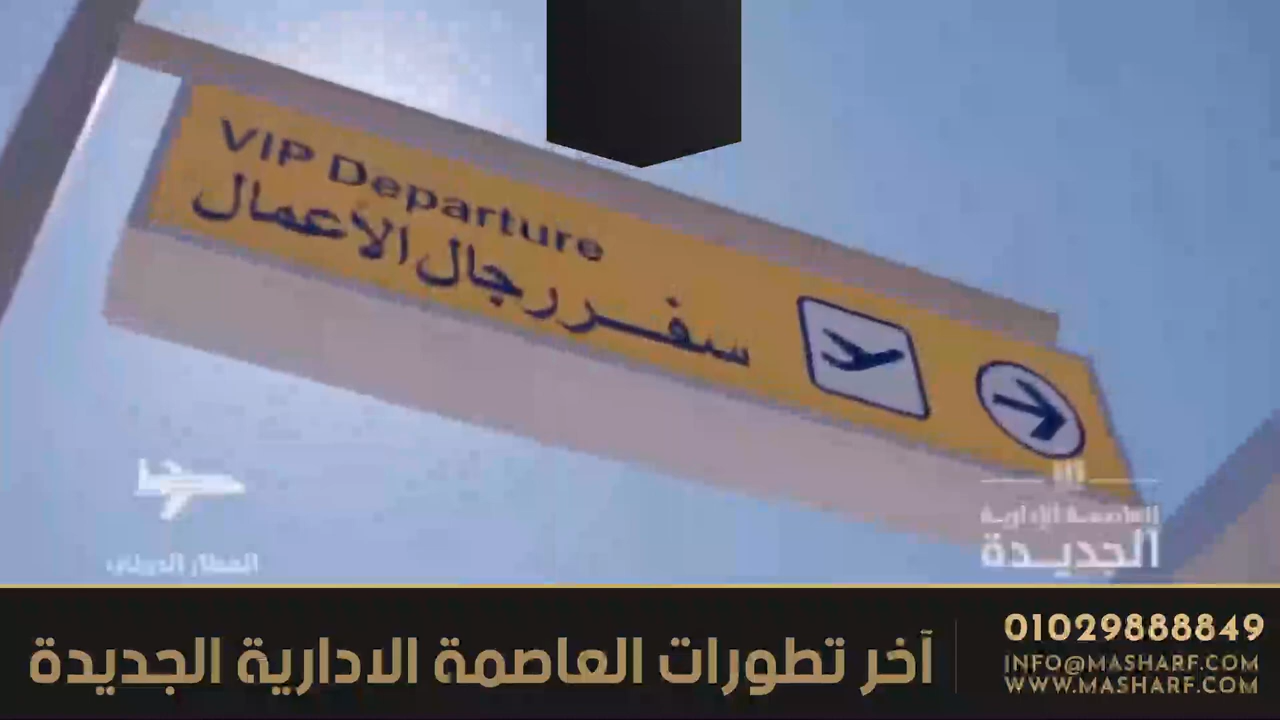 VIP Departure
سفر رجال الاعمال
المطار الدولي
العاصمة الإدارية
الجديدة
آخر تطورات العاصمة الادارية الجديدة
01029888849
INFO@MASHARF.COM
WWW.MASHARF.COM